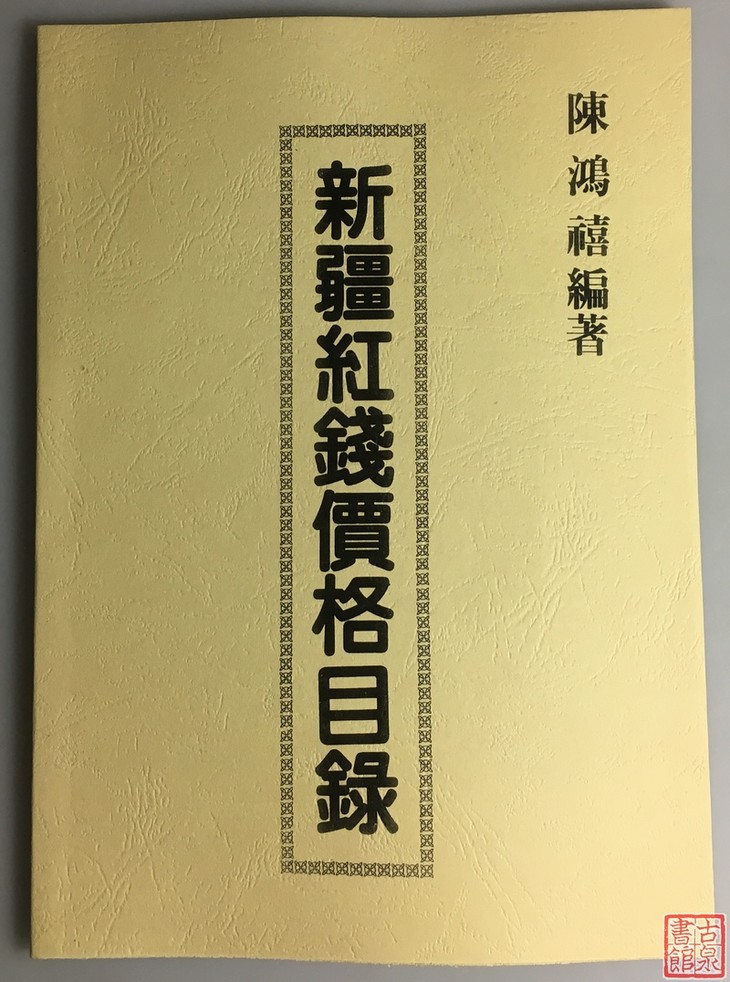 陳鴻禧編著
新疆紅錢價格目錄
古泉
書館